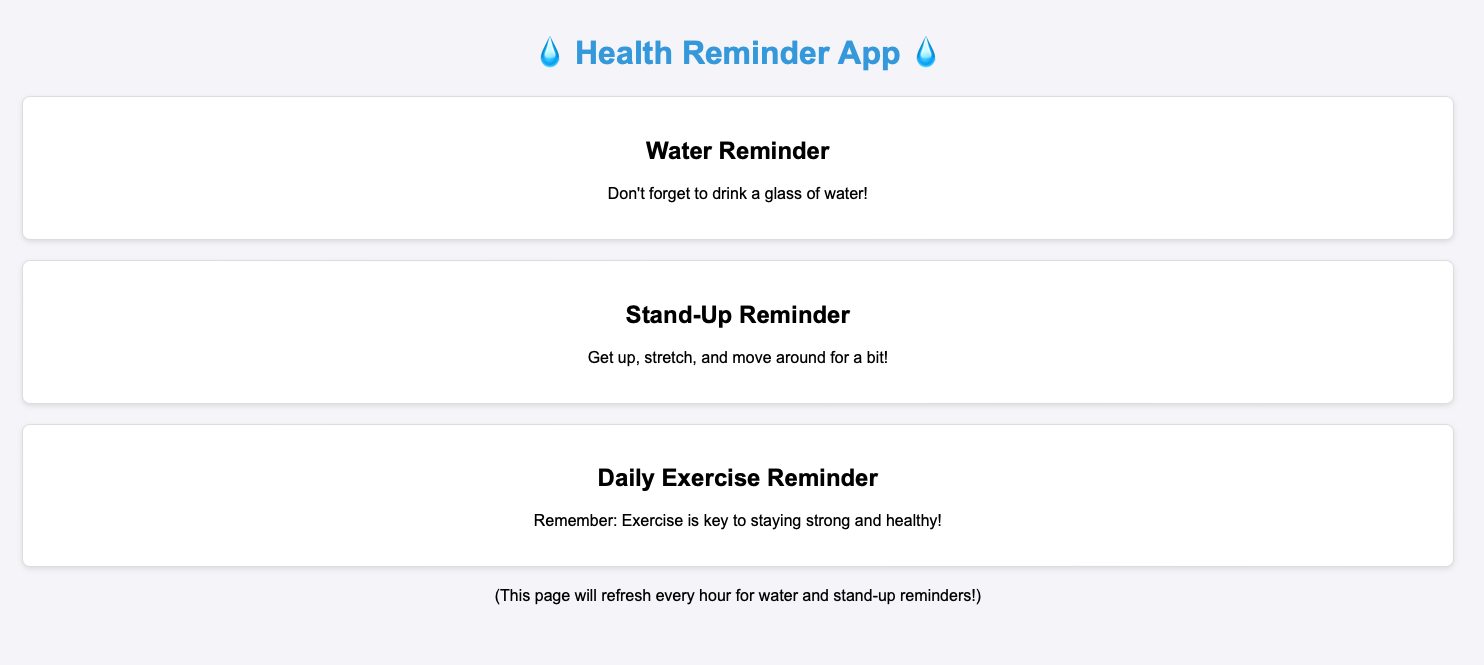 💧 Health Reminder App 💧
Water Reminder
Don't forget to drink a glass of water!
Stand-Up Reminder
Get up, stretch, and move around for a bit!
Daily Exercise Reminder
Remember: Exercise is key to staying strong and healthy!
(This page will refresh every hour for water and stand-up reminders!)